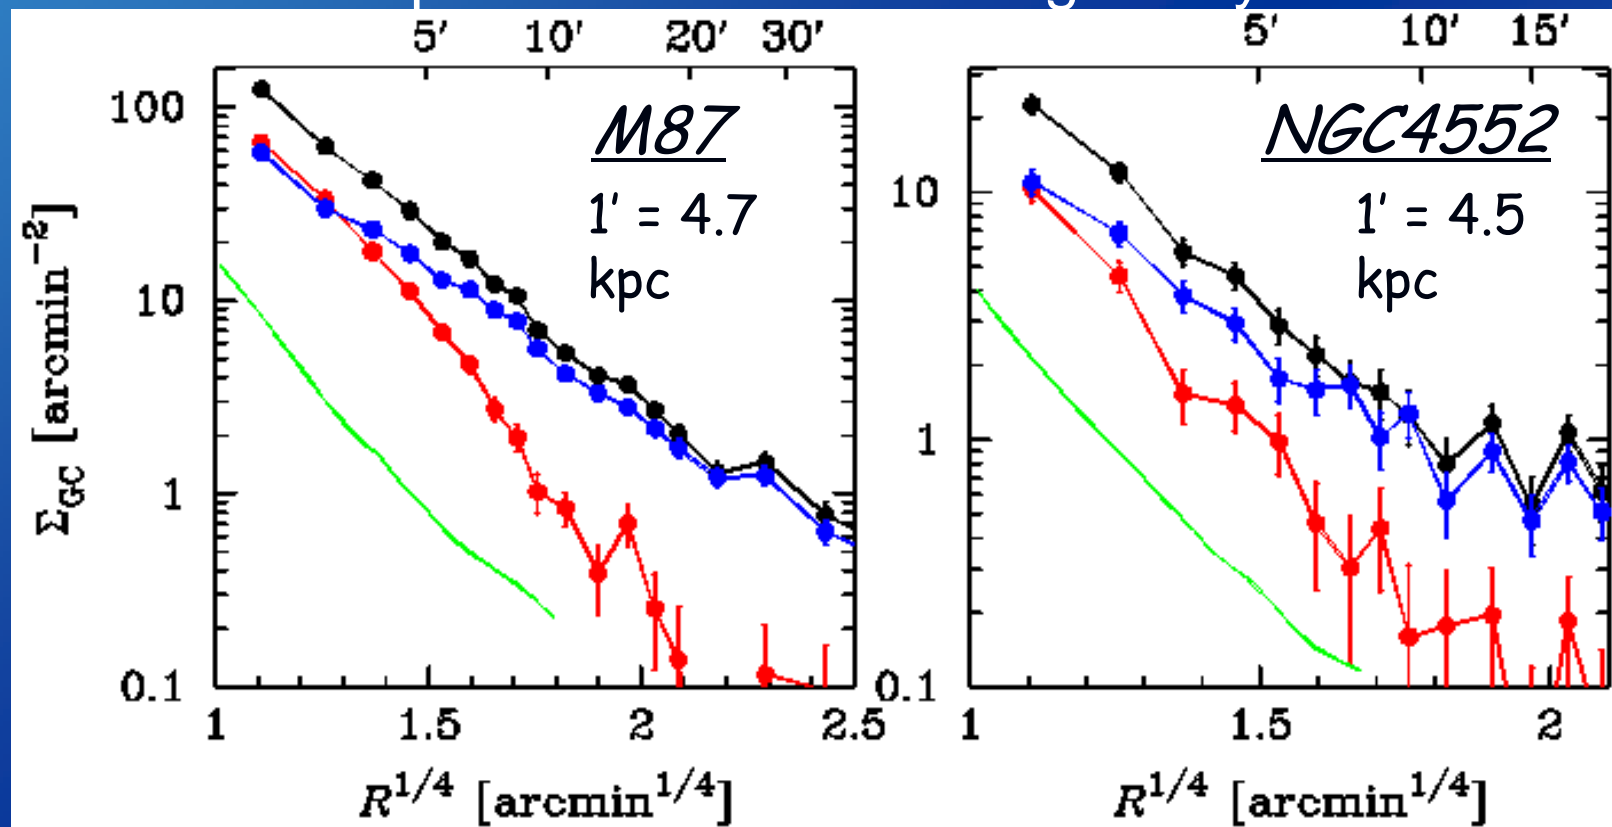 5′ 10′ 20′ 30′
M87
1′ = 4.7
kpc
100
10
1
0.1
Σ_GC [arcmin⁻²]
1 1.5 2 2.5
R^1/4 [arcmin^1/4]
5′ 10′ 15′
NGC4552
1′ = 4.5
kpc
10
1
0.1
1 1.5 2
R^1/4 [arcmin^1/4]